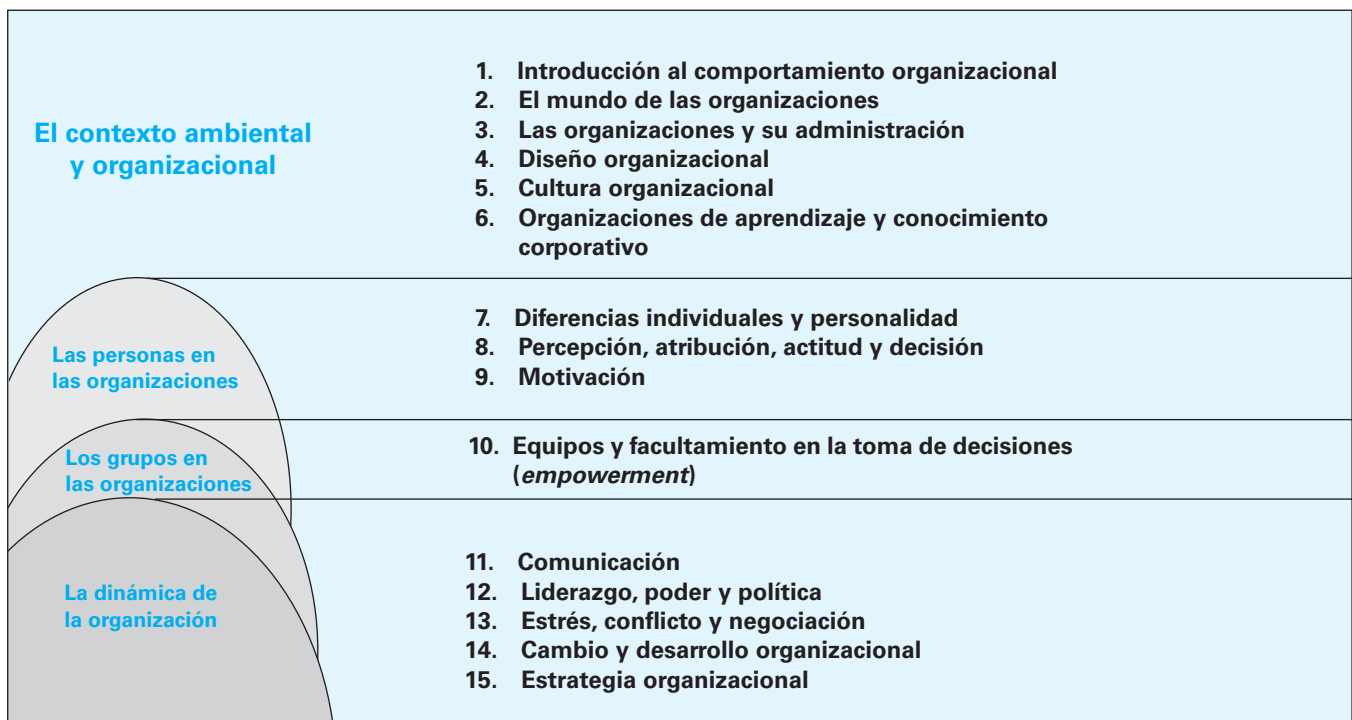 El contexto ambiental
y organizacional
1. Introducción al comportamiento organizacional
2. El mundo de las organizaciones
3. Las organizaciones y su administración
4. Diseño organizacional
5. Cultura organizacional
6. Organizaciones de aprendizaje y conocimiento
corporativo
Las personas en
las organizaciones
7. Diferencias individuales y personalidad
8. Percepción, atribución, actitud y decisión
9. Motivación
Los grupos en
las organizaciones
10. Equipos y facultamiento en la toma de decisiones
(empowerment)
La dinámica de
la organización
11. Comunicación
12. Liderazgo, poder y política
13. Estrés, conflicto y negociación
14. Cambio y desarrollo organizacional
15. Estrategia organizacional